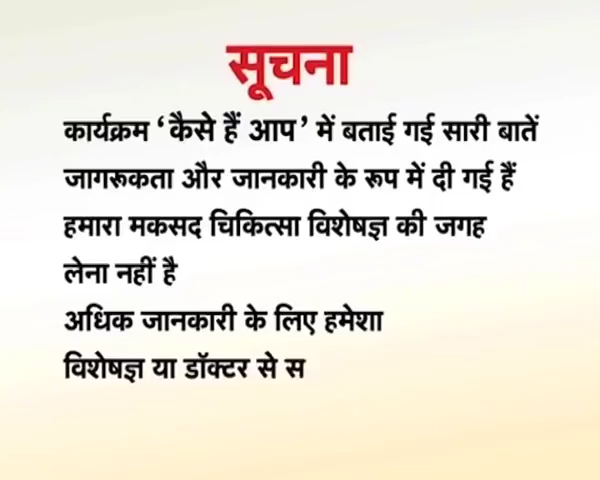 सूचना
कार्यक्रम ‘कैसे हैं आप’ में बताई गई सारी बातें
जागरूकता और जानकारी के रूप में दी गई हैं
हमारा मकसद चिकित्सा विशेषज्ञ की जगह
लेना नहीं है
अधिक जानकारी के लिए हमेशा
विशेषज्ञ या डॉक्टर से स